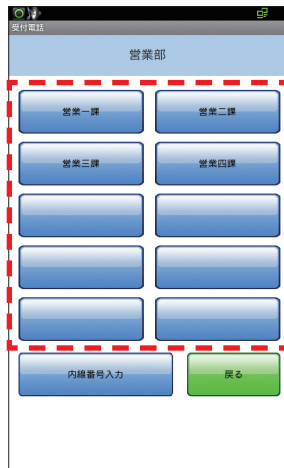 受付電話
営業部
営業一課
営業二課
営業三課
営業四課
内線番号入力
戻る